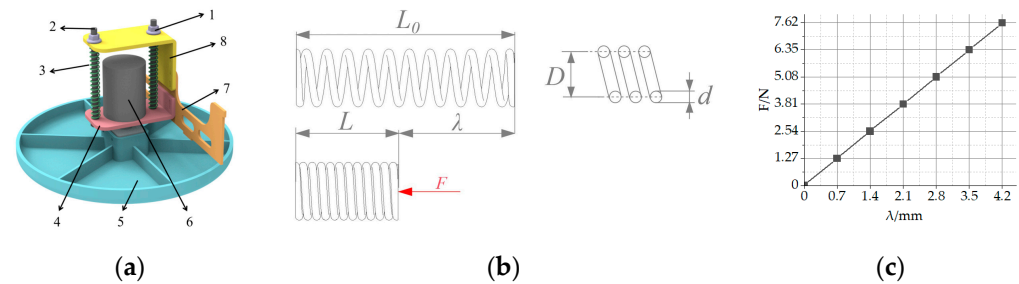 (a)
2
1
3
8
7
4
5
6
(b)
L₀
D
d
L
λ
F
(c)
F/N
7.62
6.35
5.08
3.81
2.54
1.27
0
0 0.7 1.4 2.1 2.8 3.5 4.2
λ/mm
(a) (b) (c)